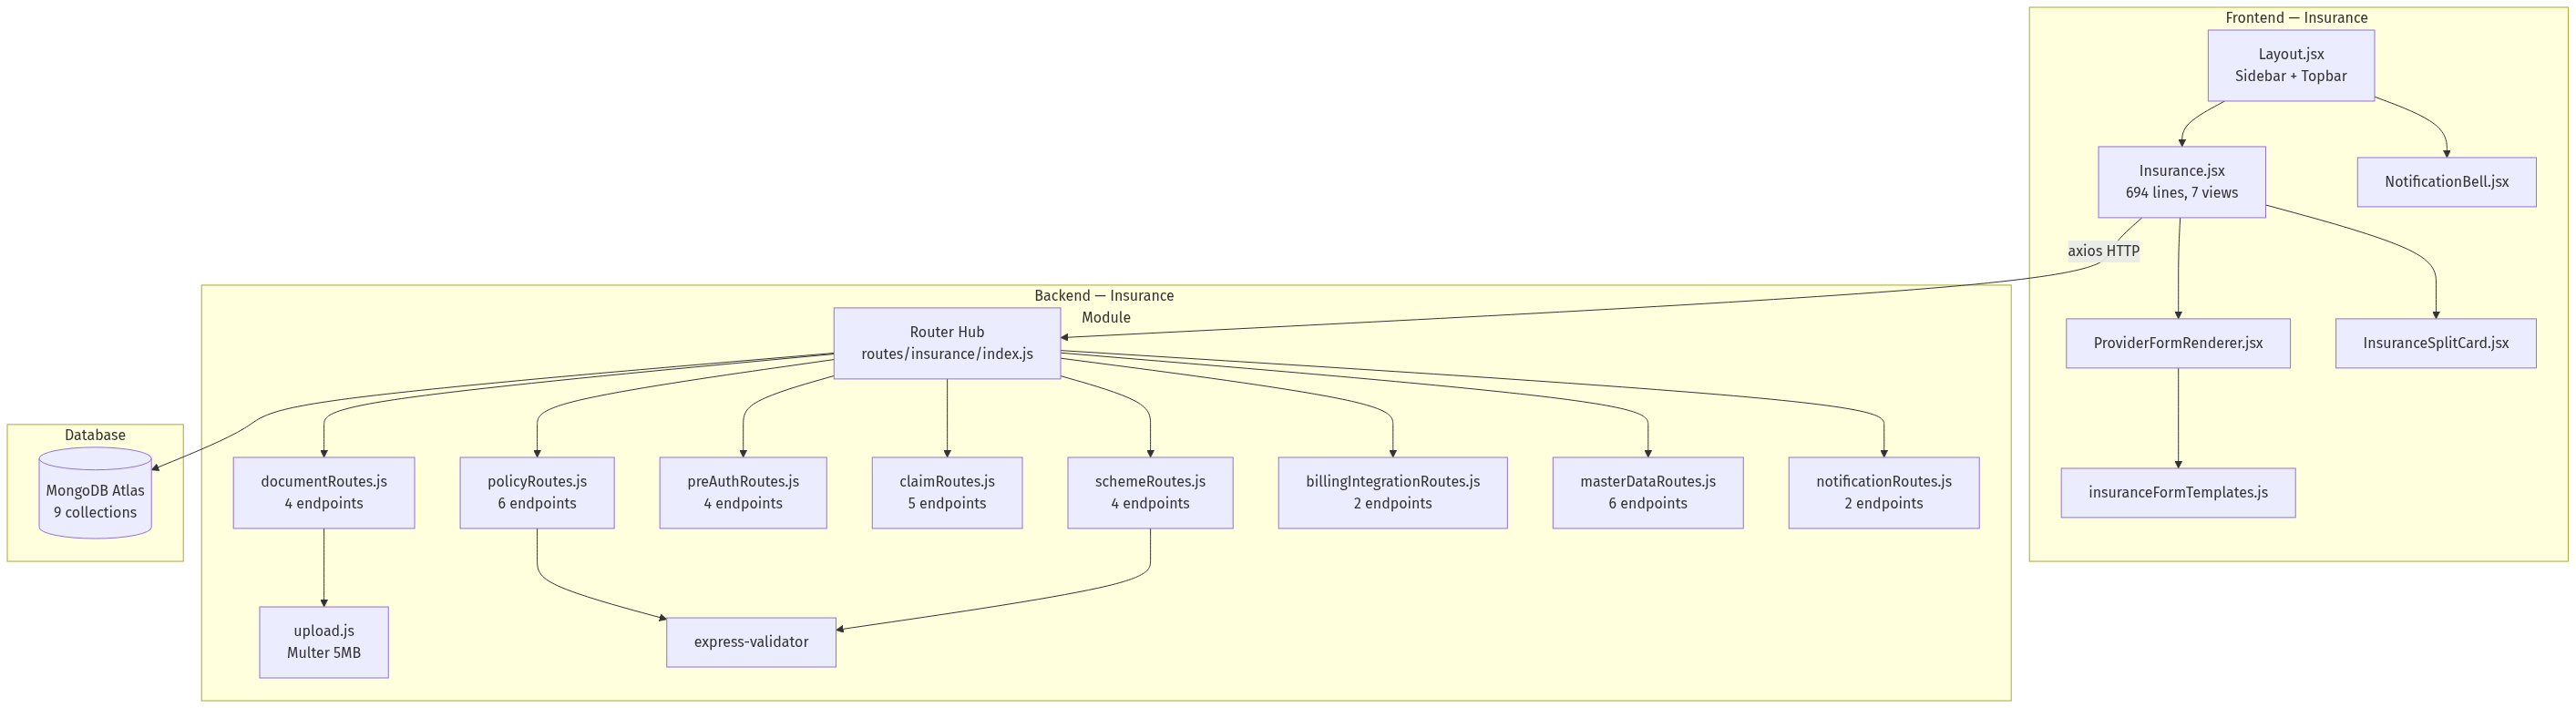 Frontend — Insurance
Layout.jsx
Sidebar + Topbar
Insurance.jsx
694 lines, 7 views
NotificationBell.jsx
axios HTTP
ProviderFormRenderer.jsx
InsuranceSplitCard.jsx
insuranceFormTemplates.js
Backend — Insurance
Module
Router Hub
routes/insurance/index.js
Database
MongoDB Atlas
9 collections
documentRoutes.js
4 endpoints
policyRoutes.js
6 endpoints
preAuthRoutes.js
4 endpoints
claimRoutes.js
5 endpoints
schemeRoutes.js
4 endpoints
billingIntegrationRoutes.js
2 endpoints
masterDataRoutes.js
6 endpoints
notificationRoutes.js
2 endpoints
upload.js
Multer 5MB
express-validator